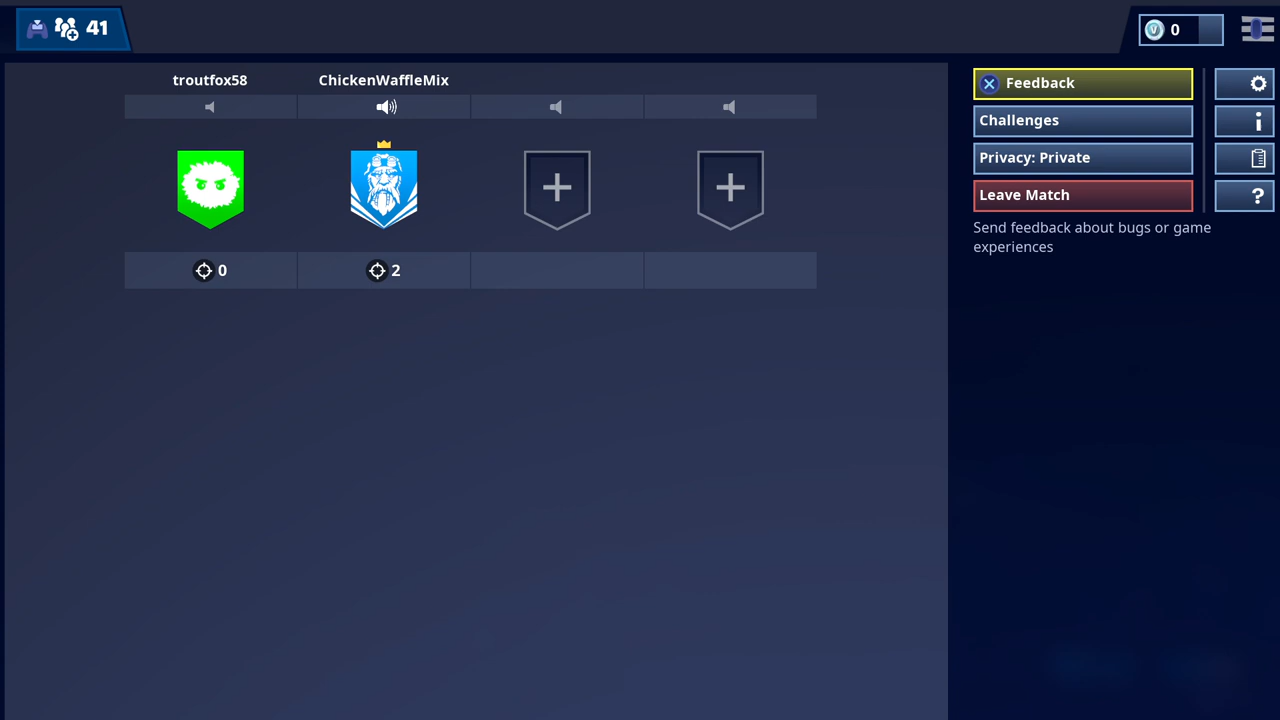 41
0
troutfox58
ChickenWaffleMix
0
2
Feedback
Challenges
Privacy: Private
Leave Match
Send feedback about bugs or game
experiences